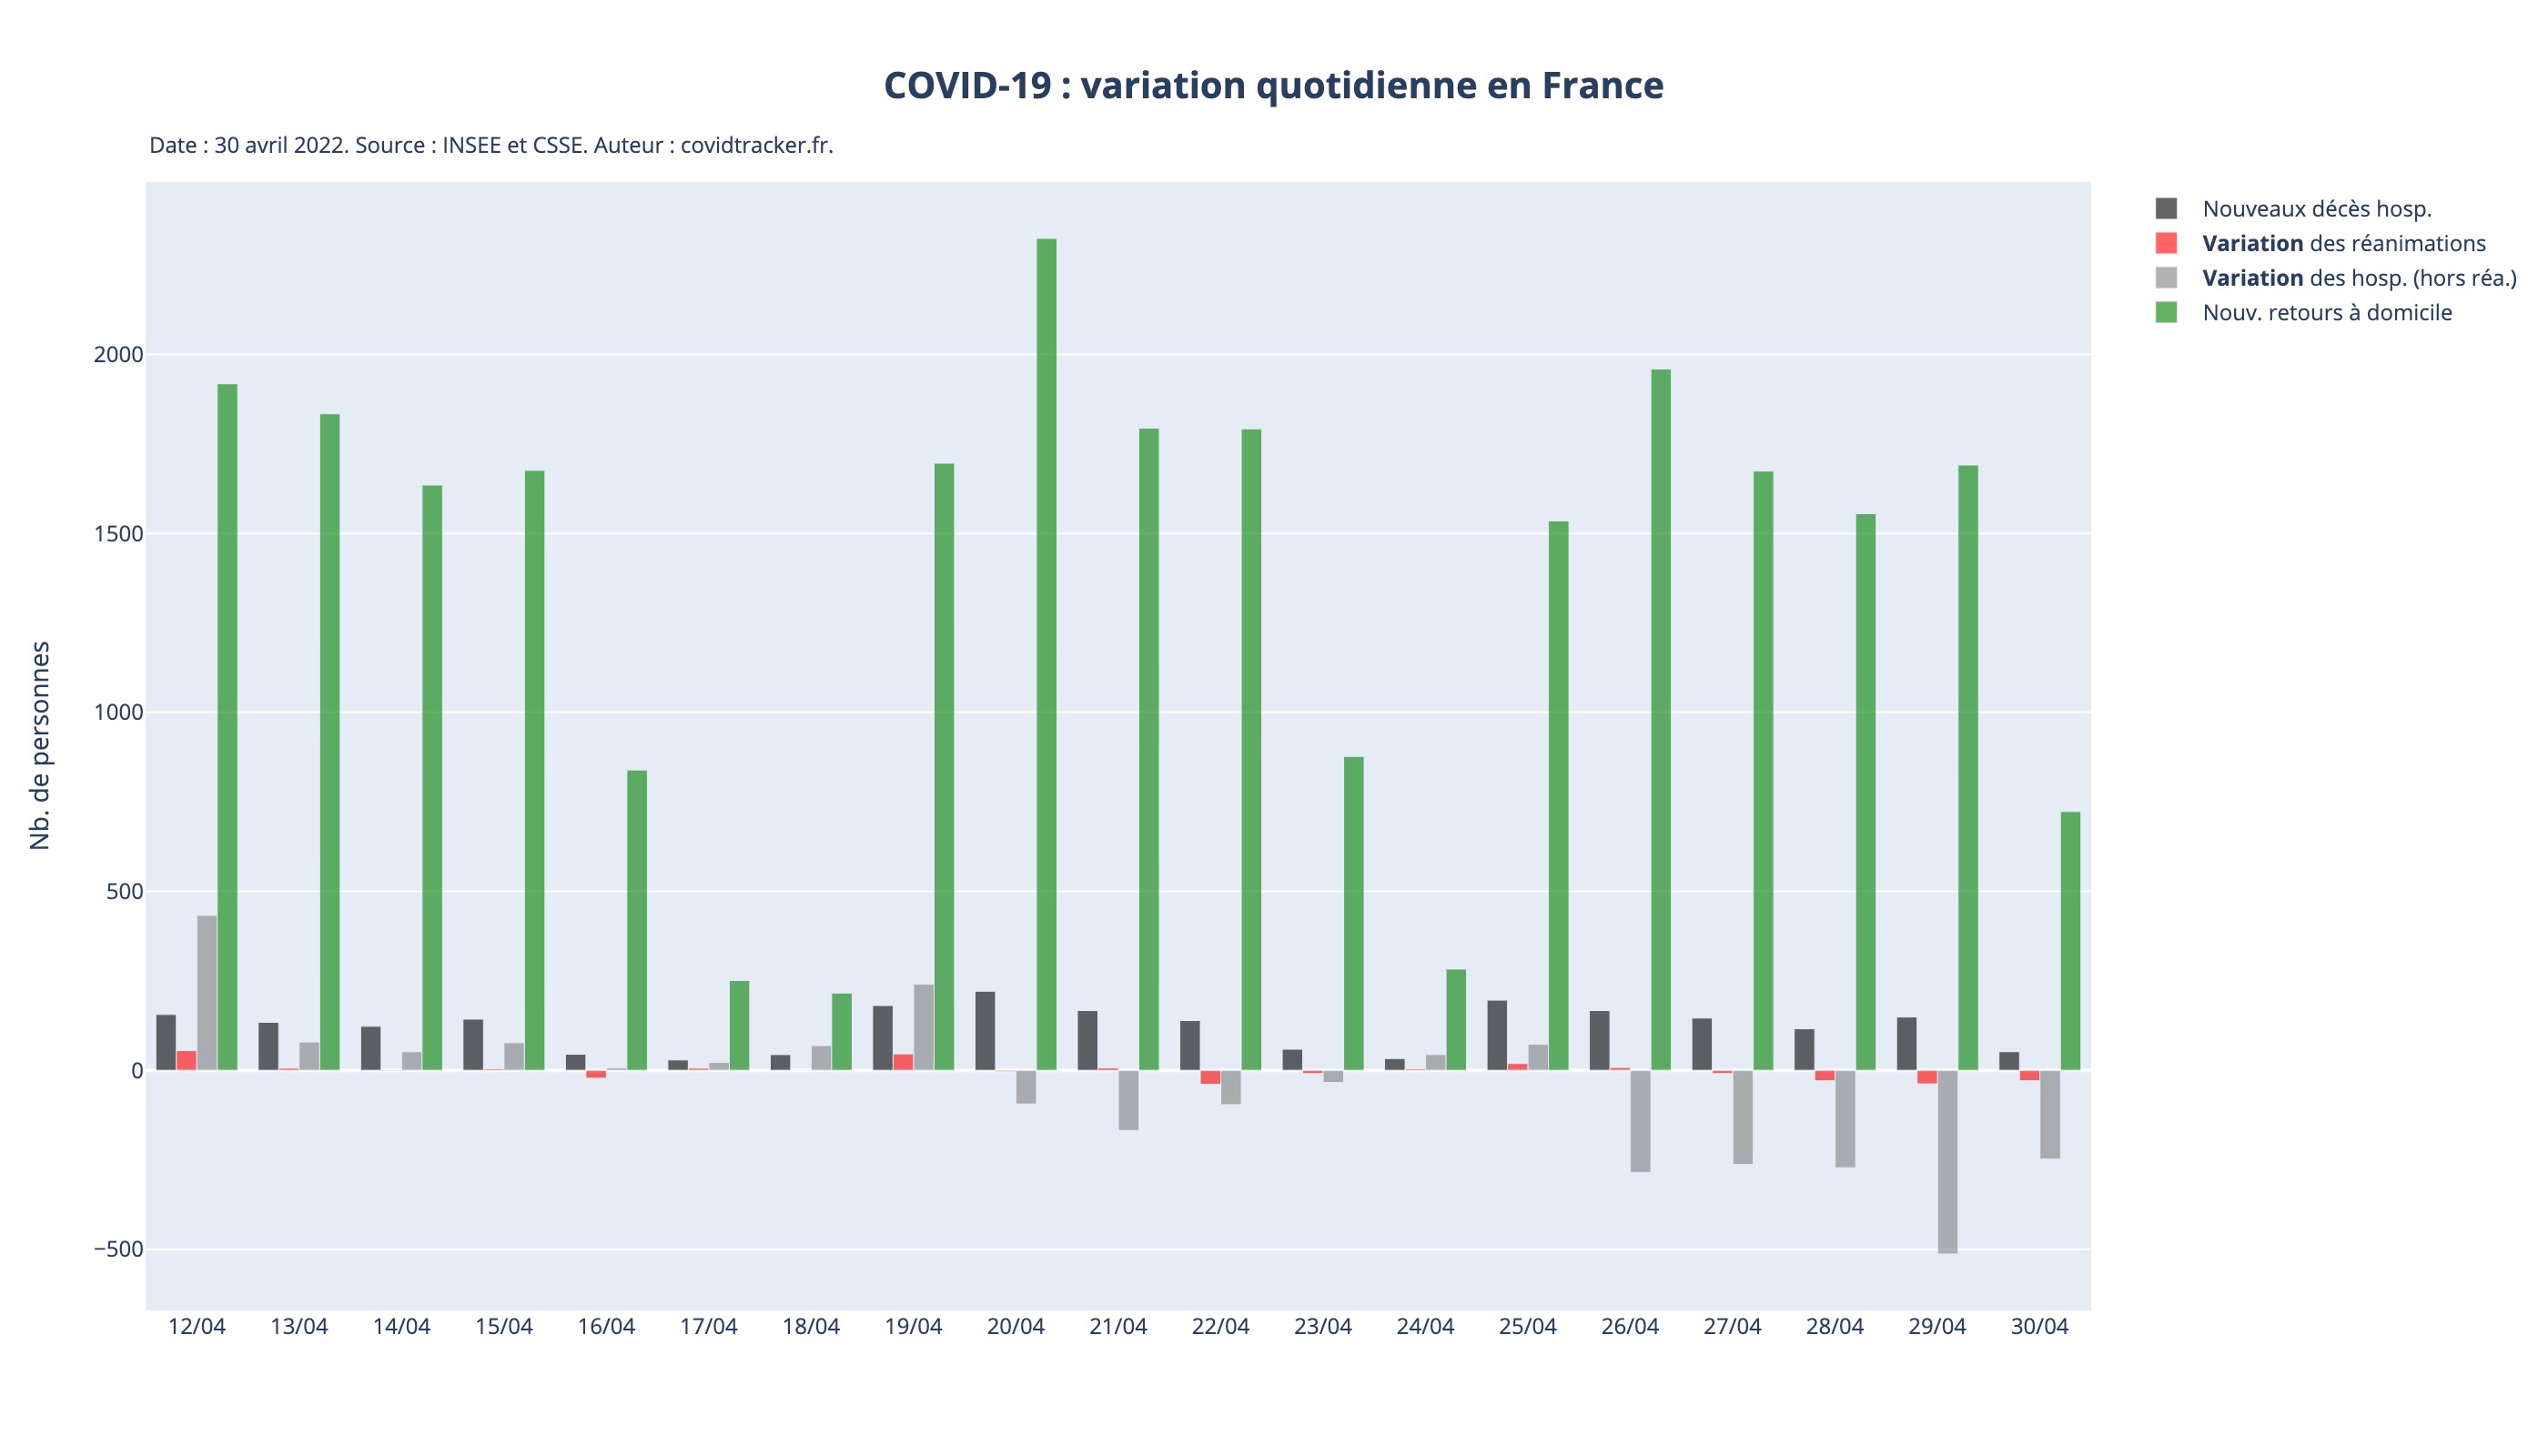 COVID-19 : variation quotidienne en France
Date : 30 avril 2022. Source : INSEE et CSSE. Auteur : covidtracker.fr.
Nouveaux décès hosp.
Variation des réanimations
Variation des hosp. (hors réa.)
Nouv. retours à domicile
Nb. de personnes
2000
1500
1000
500
0
−500
12/04 13/04 14/04 15/04 16/04 17/04 18/04 19/04 20/04 21/04 22/04 23/04 24/04 25/04 26/04 27/04 28/04 29/04 30/04